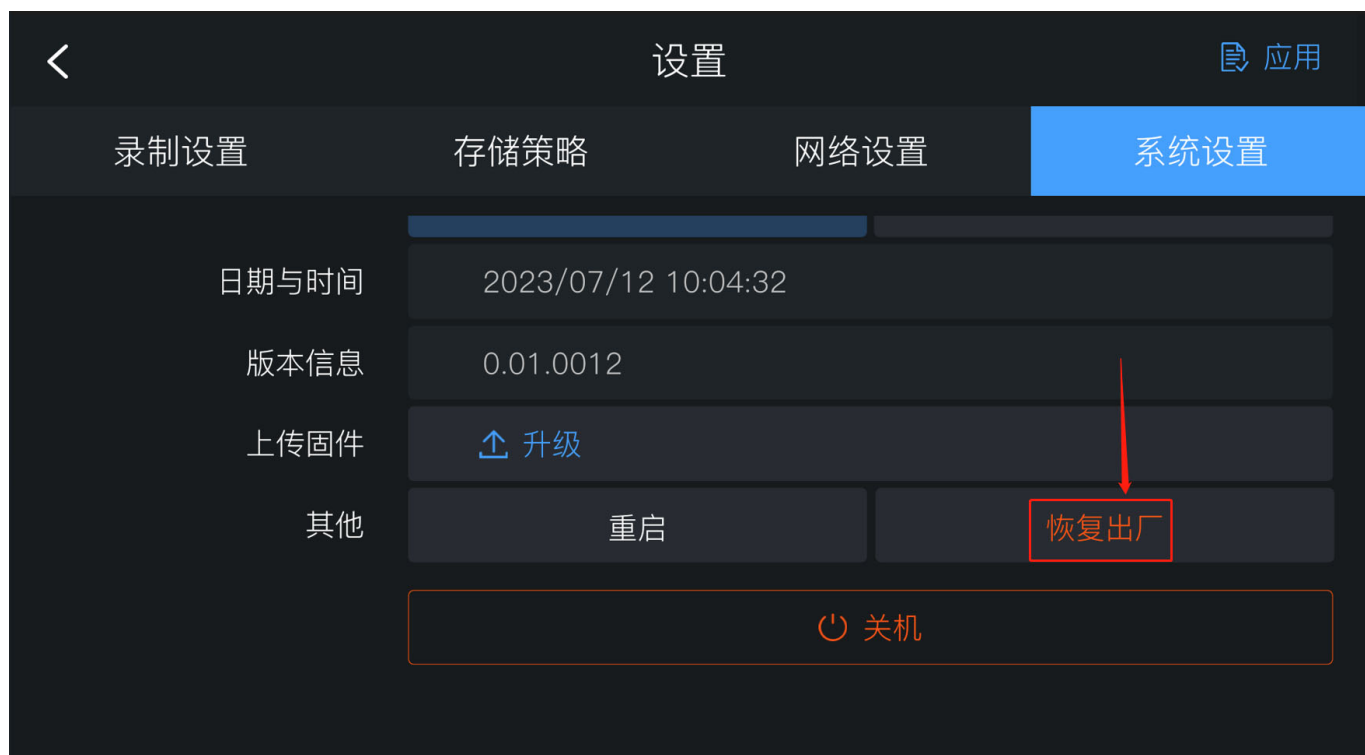 设置
应用
录制设置 存储策略 网络设置 系统设置
日期与时间 2023/07/12 10:04:32
版本信息 0.01.0012
上传固件 升级
其他 重启 恢复出厂
关机